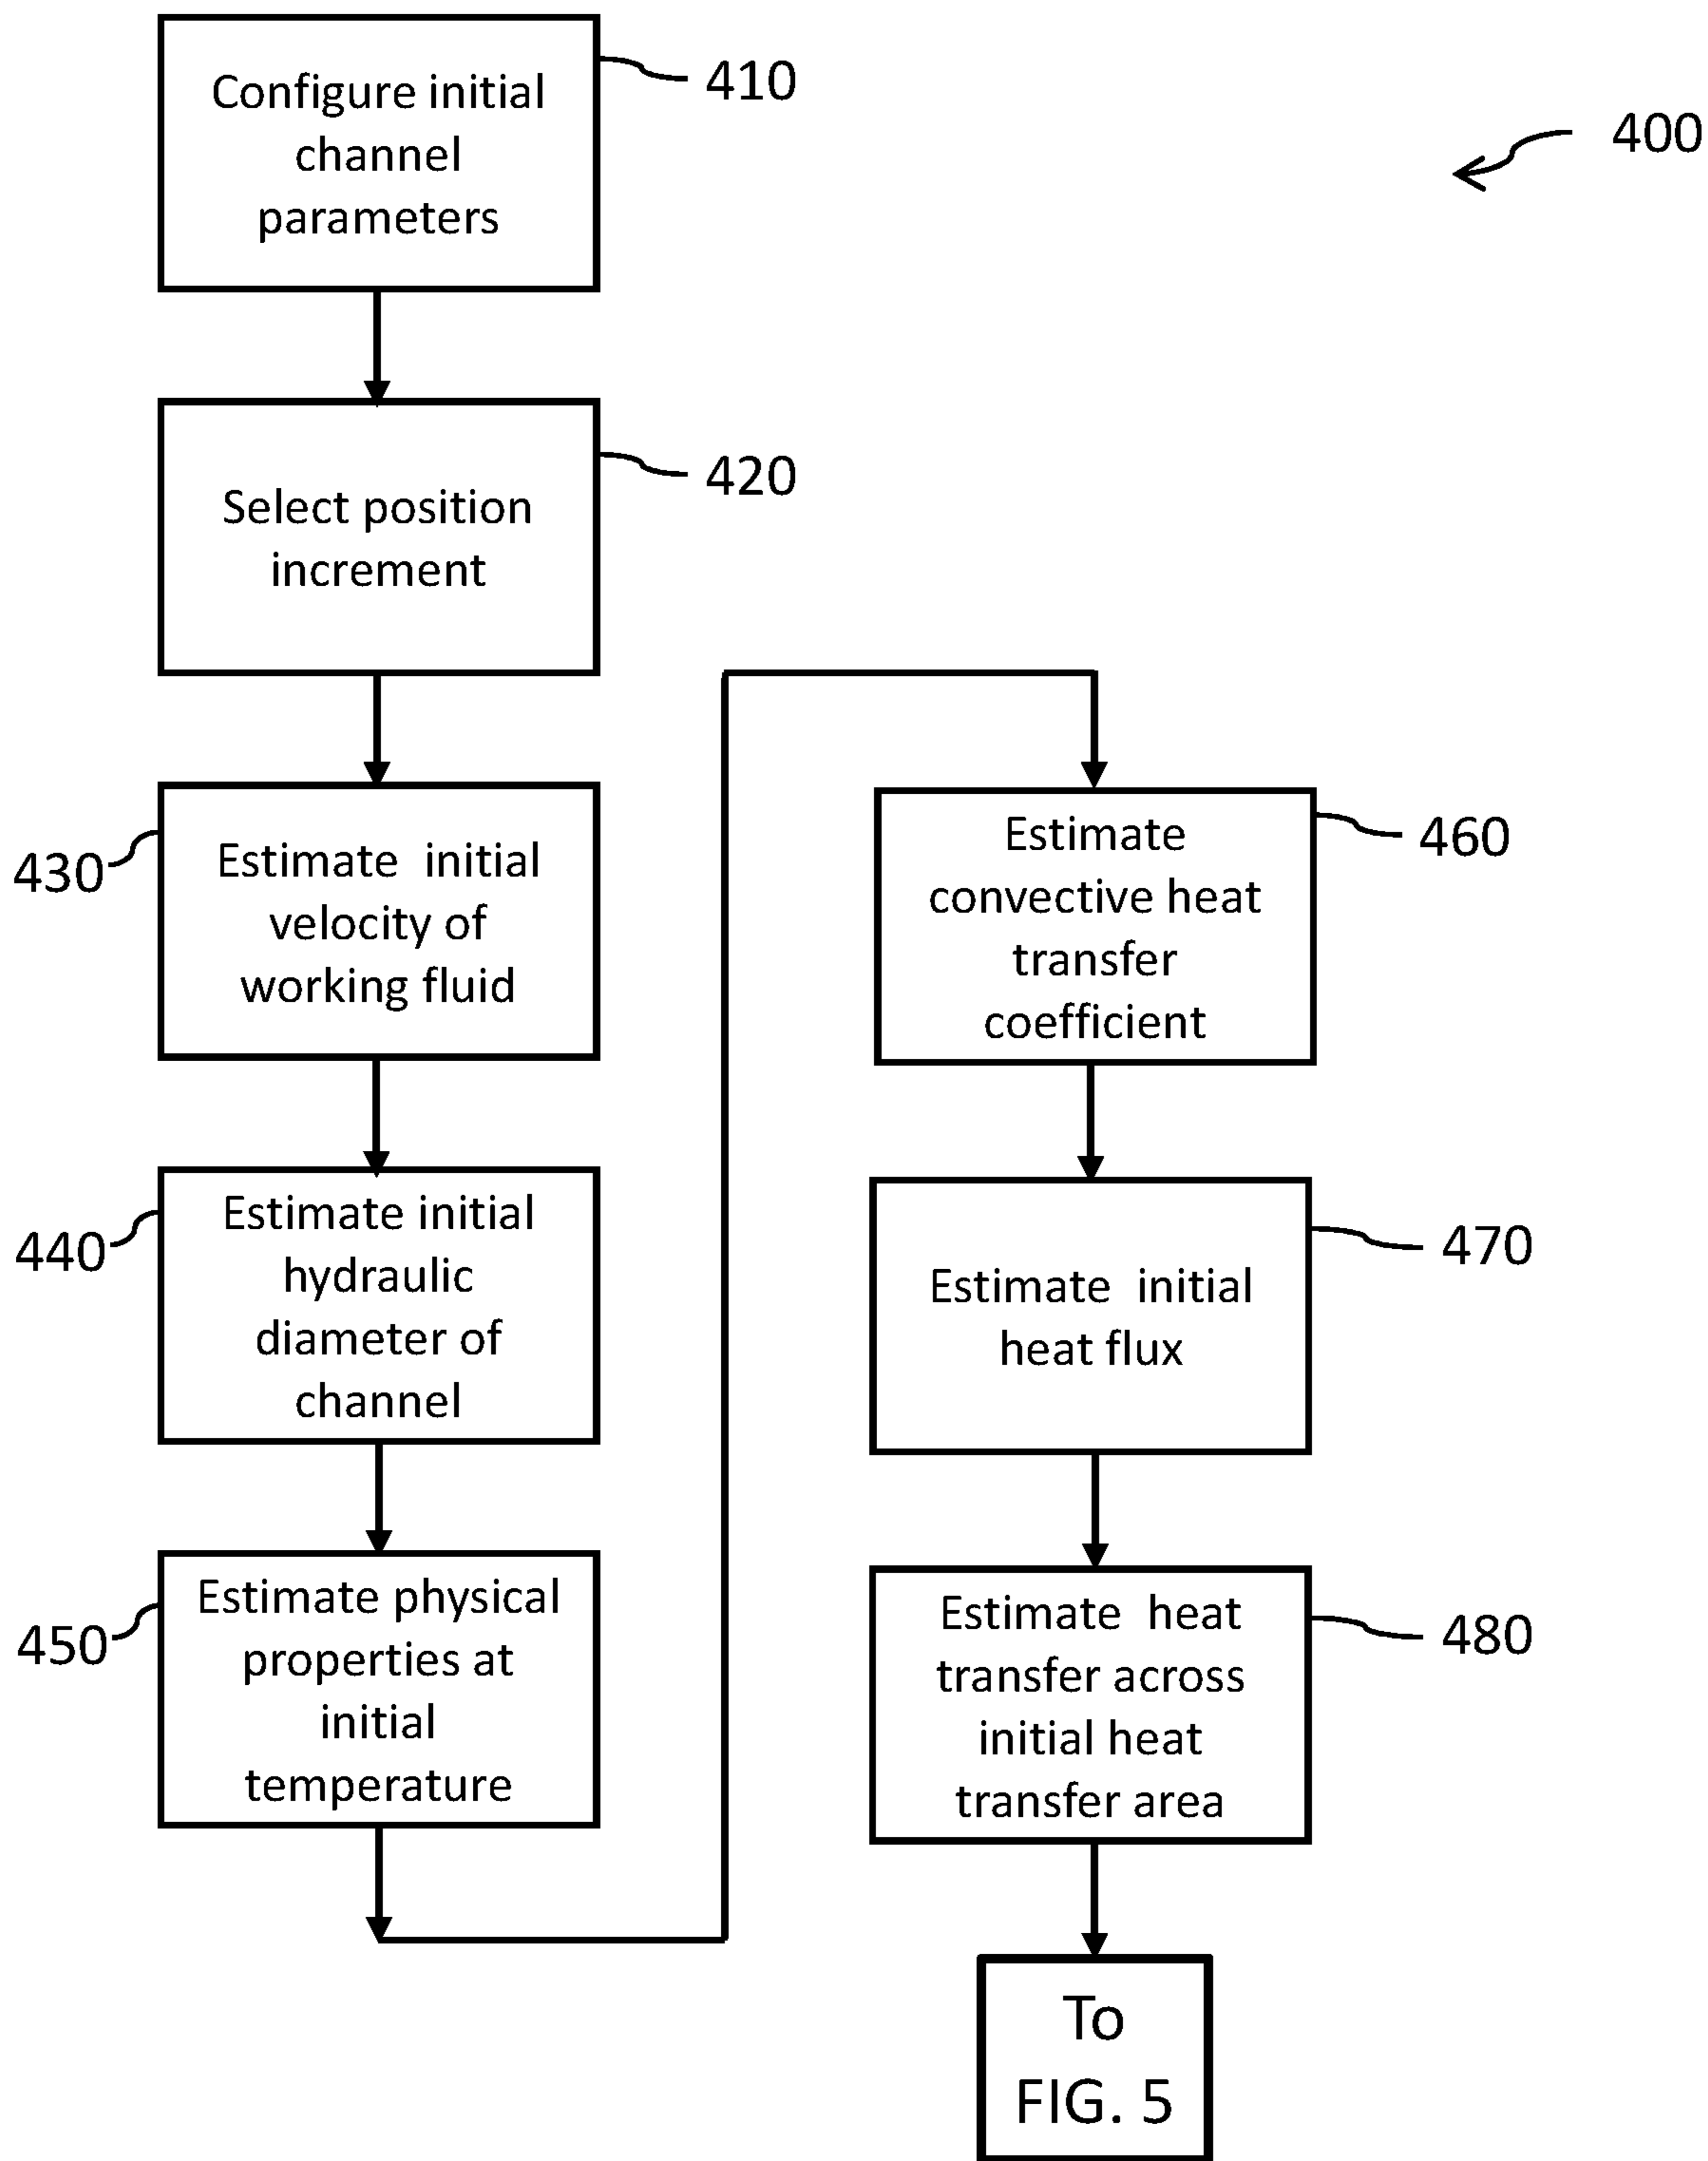 Configure initial
channel
parameters
410
400
Select position
increment
420
430
Estimate initial
velocity of
working fluid
440
Estimate initial
hydraulic
diameter of
channel
450
Estimate physical
properties at
initial
temperature
Estimate
convective heat
transfer
coefficient
460
Estimate initial
heat flux
470
Estimate heat
transfer across
initial heat
transfer area
480
To
FIG. 5